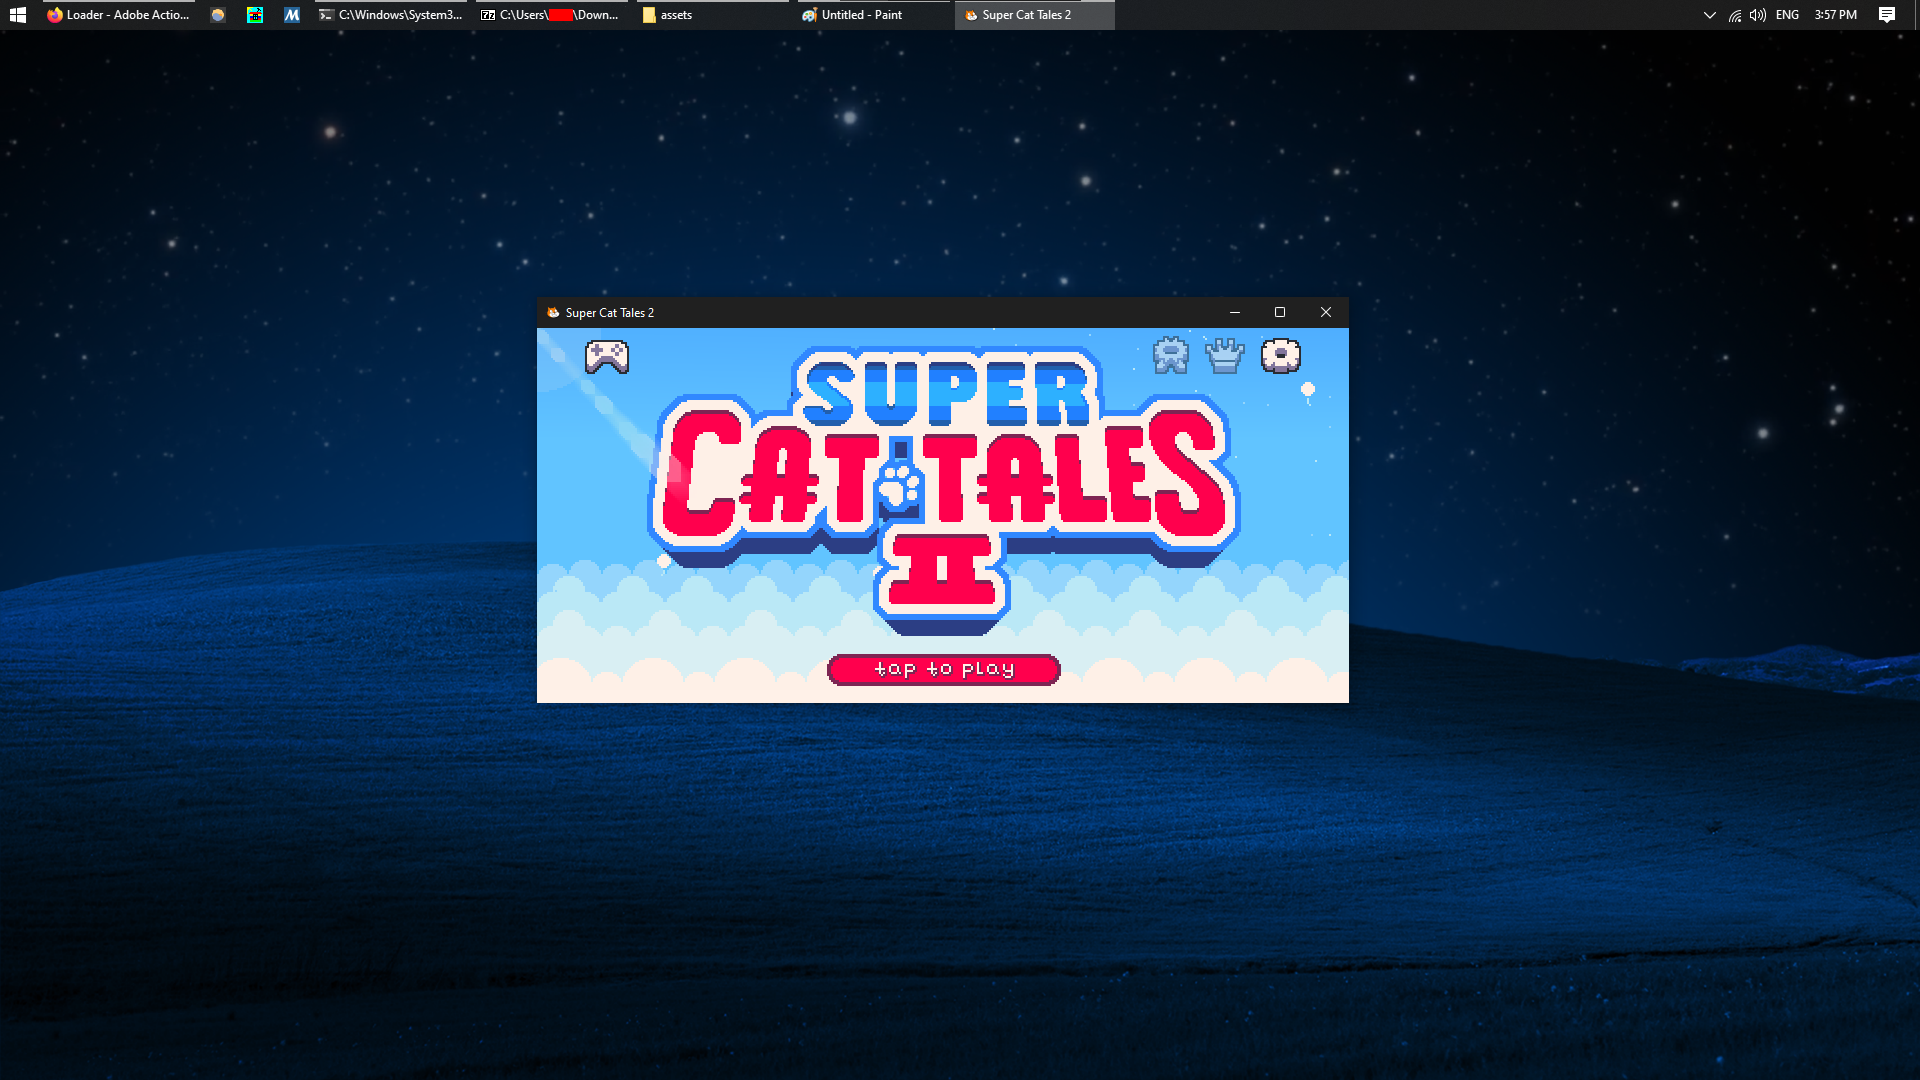 Loader - Adobe Actio...
C:\Windows\System3...
C:\Users\ \Down...
assets
Untitled - Paint
Super Cat Tales 2
ENG
3:57 PM
Super Cat Tales 2
SUPER
CAT TALES
II
tap to play